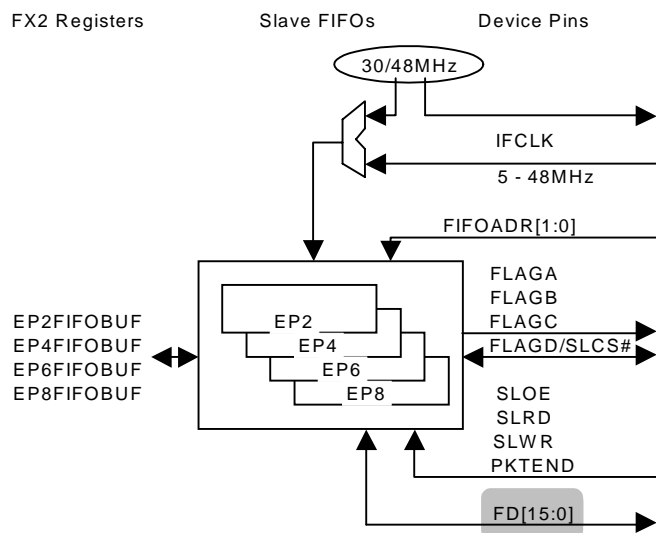 FX2 Registers
Slave FIFOs
Device Pins
30/48MHz
IFCLK
5 - 48MHz
FIFOADR[1:0]
EP2
EP4
EP6
EP8
EP2FIFOBUF
EP4FIFOBUF
EP6FIFOBUF
EP8FIFOBUF
FLAGA
FLAGB
FLAGC
FLAGD/SLCS#
SLOE
SLRD
SLWR
PKTEND
FD[15:0]